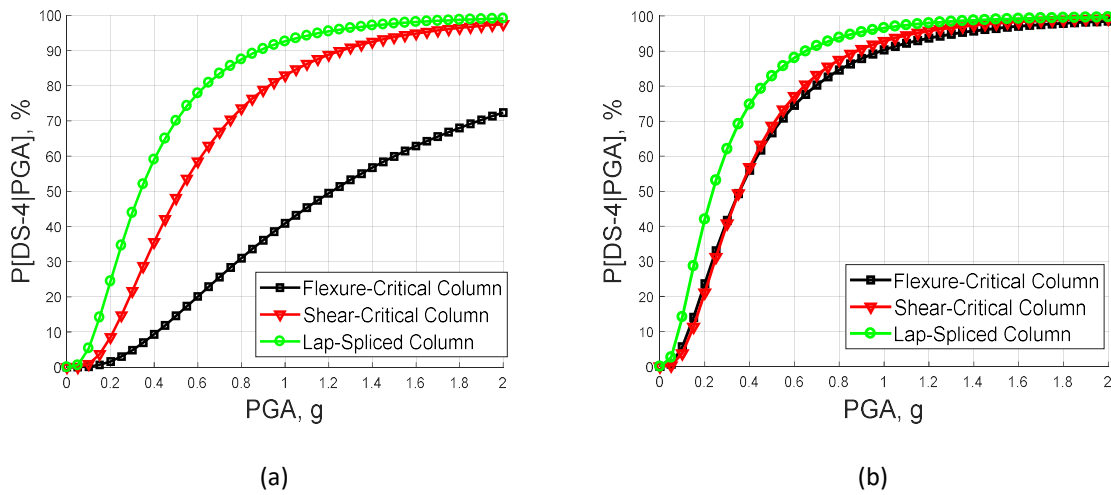 100
90
80
70
60
50
40
30
20
10
0
P[DS-4|PGA], %
0 0.2 0.4 0.6 0.8 1 1.2 1.4 1.6 1.8 2
PGA, g
Flexure-Critical Column
Shear-Critical Column
Lap-Spliced Column
(a)
100
90
80
70
60
50
40
30
20
10
0
P[DS-4|PGA], %
0 0.2 0.4 0.6 0.8 1 1.2 1.4 1.6 1.8 2
PGA, g
Flexure-Critical Column
Shear-Critical Column
Lap-Spliced Column
(b)